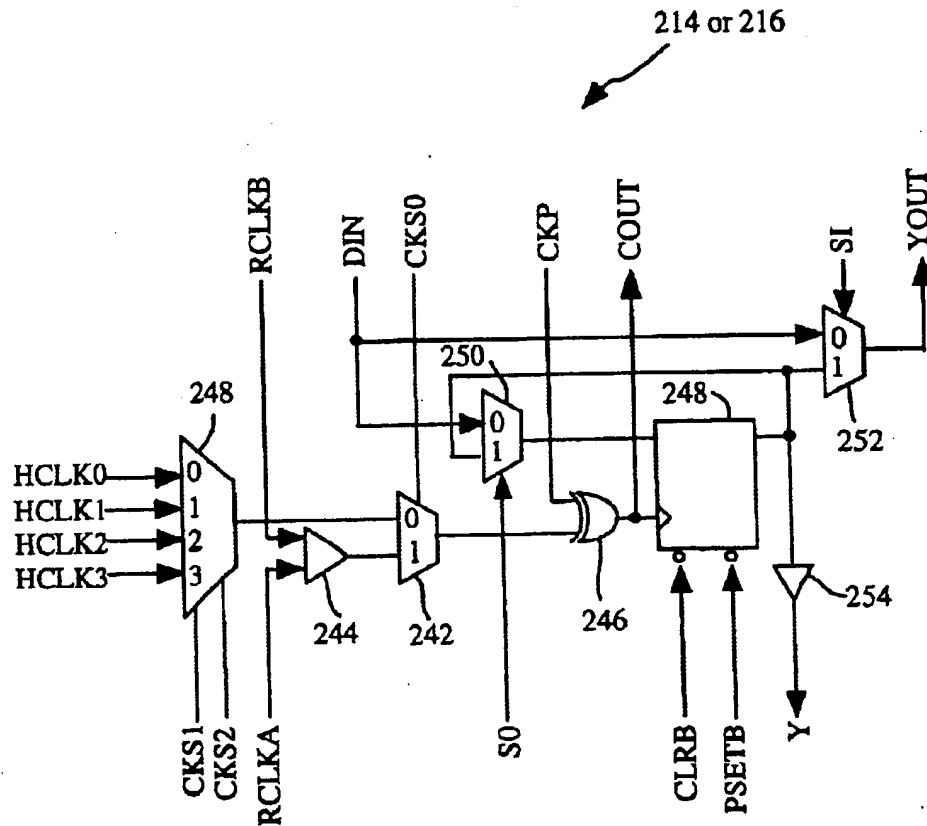 214 or 216
RCLKB
DIN
CKS0
CKP
COUT
SI
YOUT
248
HCLK0
HCLK1
HCLK2
HCLK3
0
1
2
3
250
0
1
0
1
248
0
1
252
244
242
246
254
CKS1
CKS2
RCLKA
S0
CLRB
PSETB
Y